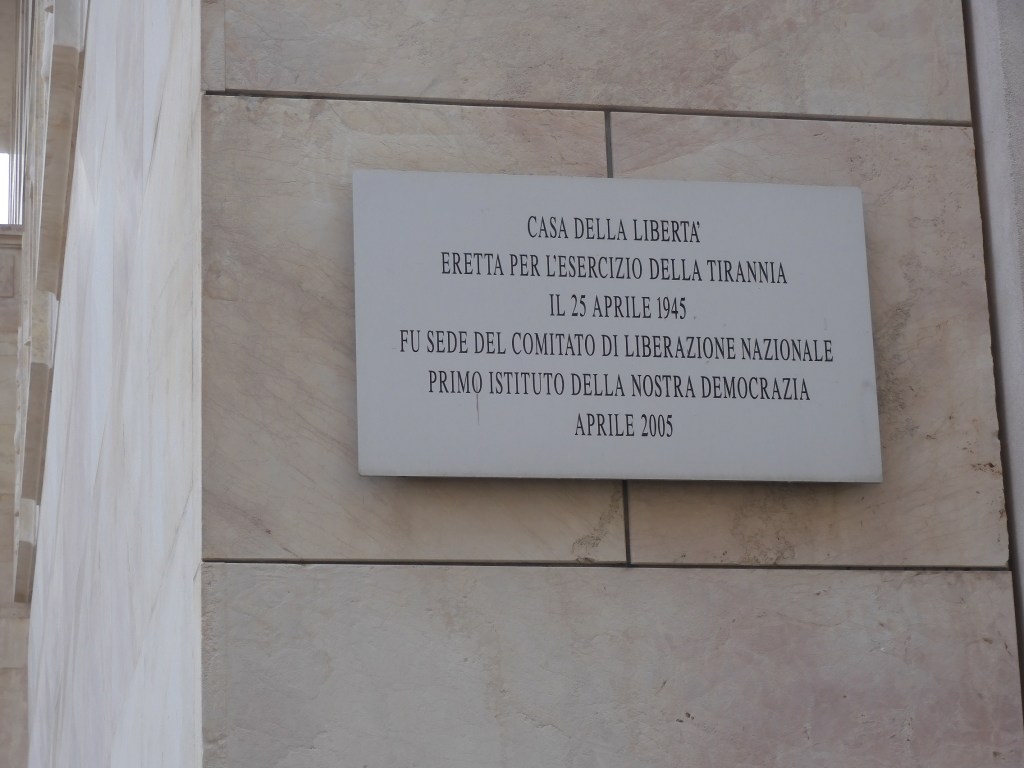 CASA DELLA LIBERTA'
ERETTA PER L'ESERCIZIO DELLA TIRANNIA
IL 25 APRILE 1945
FU SEDE DEL COMITATO DI LIBERAZIONE NAZIONALE
PRIMO ISTITUTO DELLA NOSTRA DEMOCRAZIA
APRILE 2005